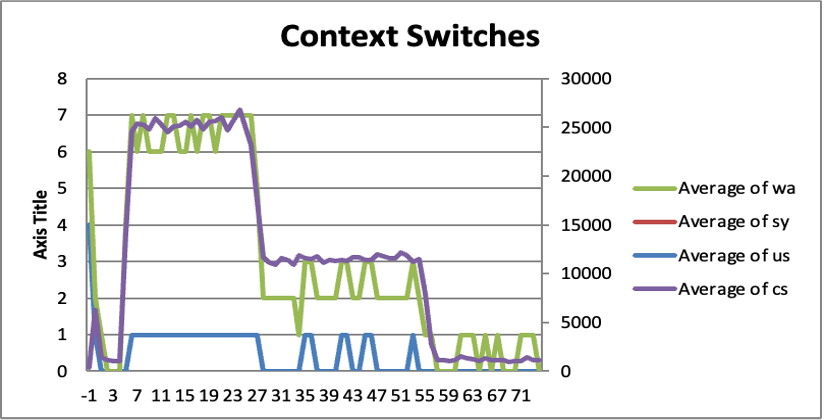 Context Switches
8
7
6
5
4
3
2
1
0
Axis Title
30000
25000
20000
15000
10000
5000
0
-1 3 7 11 15 19 23 27 31 35 39 43 47 51 55 59 63 67 71
Average of wa
Average of sy
Average of us
Average of cs